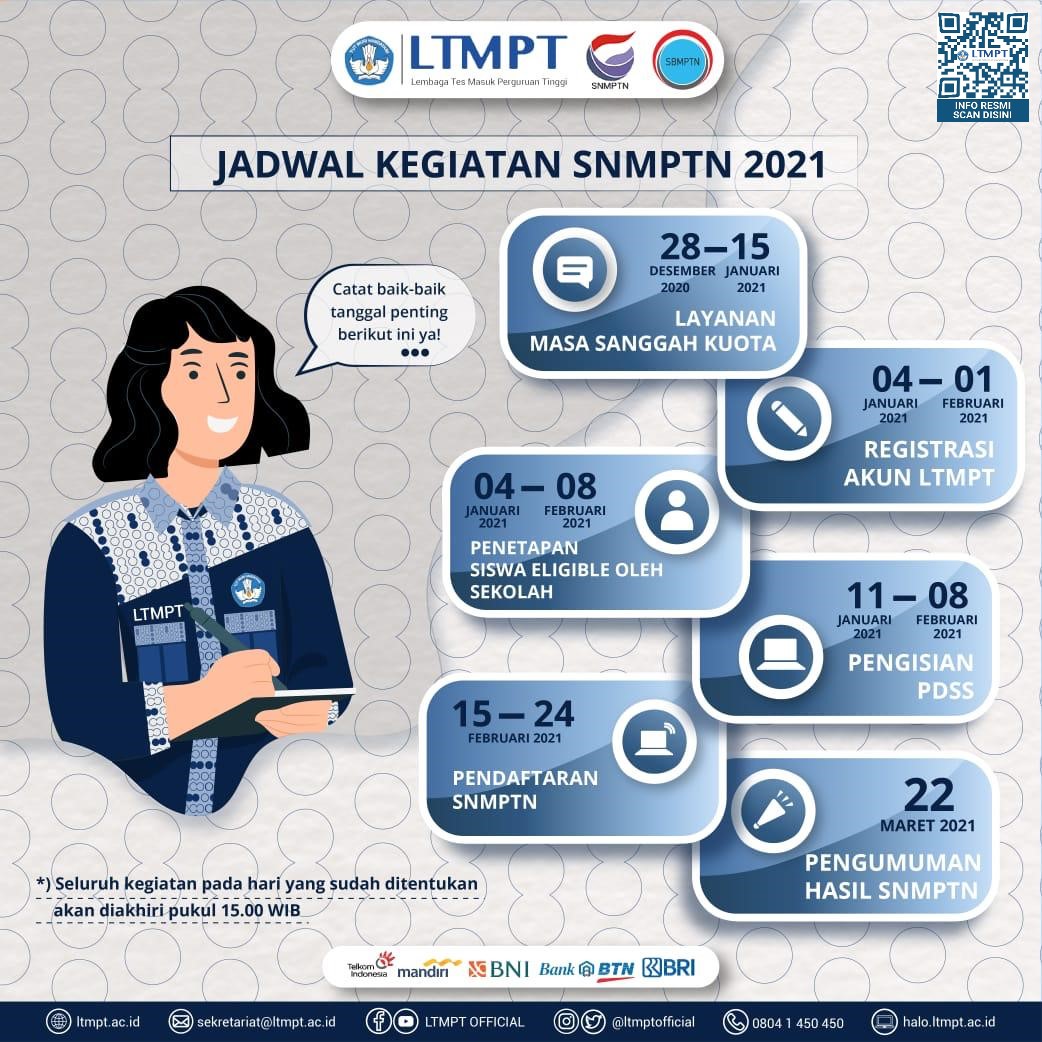 LTMPT
Lembaga Tes Masuk Perguruan Tinggi
SNMPTN
SBMPTN
LTMPT
INFO RESMI
SCAN DISINI
JADWAL KEGIATAN SNMPTN 2021
Catat baik-baik
tanggal penting
berikut ini ya!
28 — 15
DESEMBER JANUARI
2020 2021
LAYANAN
MASA SANGGAH KUOTA
04 — 01
JANUARI FEBRUARI
2021 2021
REGISTRASI
AKUN LTMPT
04 — 08
JANUARI FEBRUARI
2021 2021
PENETAPAN
SISWA ELIGIBLE OLEH
SEKOLAH
11 — 08
JANUARI FEBRUARI
2021 2021
PENGISIAN
PDSS
15 — 24
FEBRUARI 2021
PENDAFTARAN
SNMPTN
22
MARET 2021
PENGUMUMAN
HASIL SNMPTN
LTMPT
*) Seluruh kegiatan pada hari yang sudah ditentukan
akan diakhiri pukul 15.00 WIB
Telkom
Indonesia
mandiri
BNI
Bank BTN
BRI
ltmpt.ac.id
sekretariat@ltmpt.ac.id
LTMPT OFFICIAL
@ltmptofficial
0804 1 450 450
halo.ltmpt.ac.id